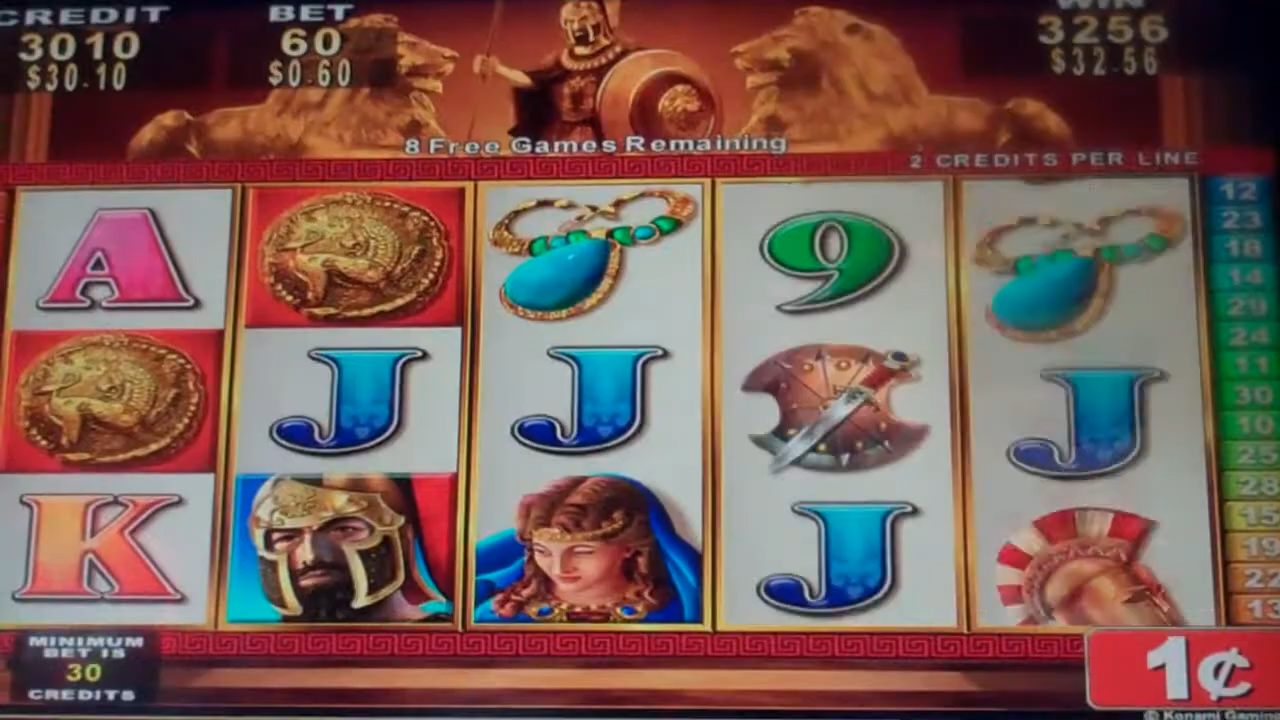 CREDIT
3010
$30.10
BET
60
$0.60
WIN
3256
$32.56
8 Free Games Remaining
2 CREDITS PER LINE
A
9
J
J
J
K
J
12
23
18
14
29
24
11
30
10
25
28
15
19
22
13
MINIMUM
BET IS
30
CREDITS
1¢
© Konami Gaming